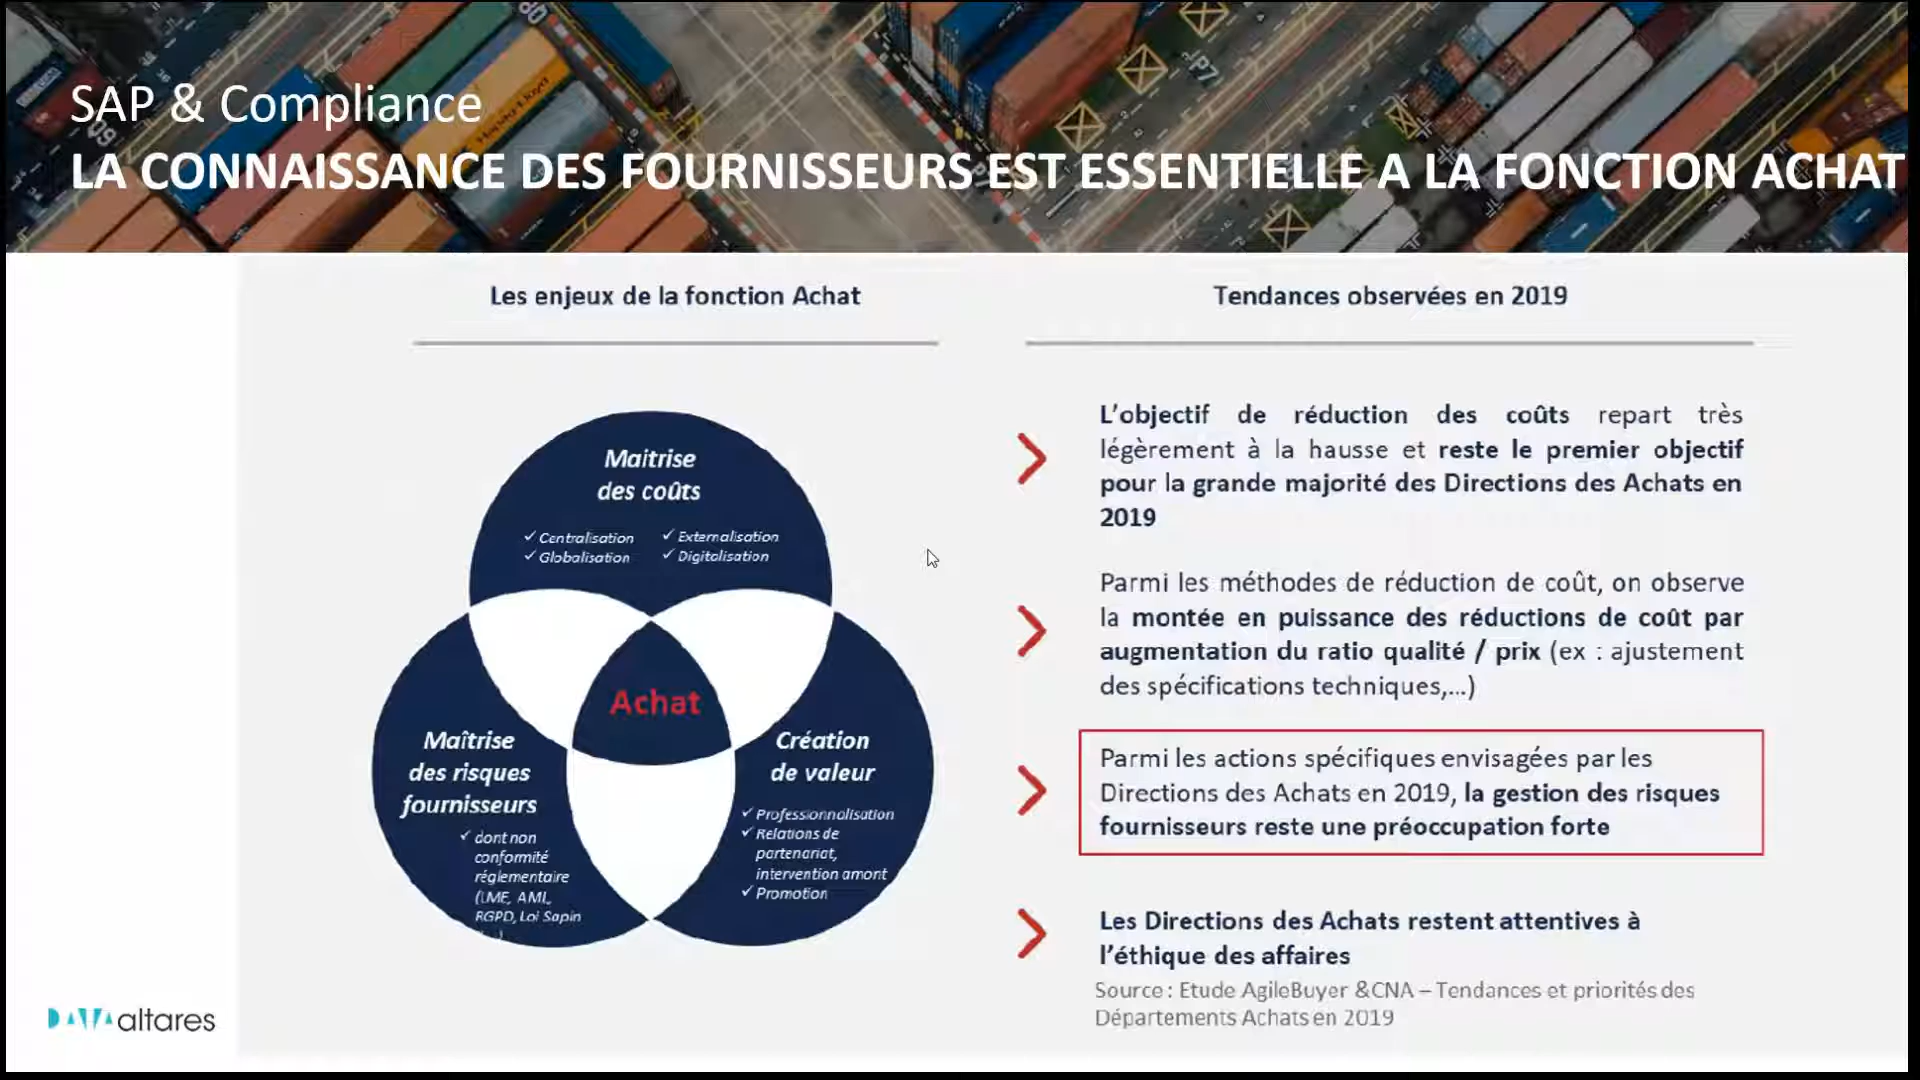 SAP & Compliance
LA CONNAISSANCE DES FOURNISSEURS EST ESSENTIELLE A LA FONCTION ACHAT
Les enjeux de la fonction Achat
Maitrise
des coûts
✓ Centralisation
✓ Globalisation
✓ Externalisation
✓ Digitalisation
Achat
Maîtrise
des risques
fournisseurs
✓ dont non
conformité
réglementaire
(LME, AML,
RGPD, Loi Sapin
Création
de valeur
✓ Professionnalisation
✓ Relations de
partenariat,
intervention amont
✓ Promotion
Tendances observées en 2019
L’objectif de réduction des coûts repart très
légèrement à la hausse et reste le premier objectif
pour la grande majorité des Directions des Achats en
2019
Parmi les méthodes de réduction de coût, on observe
la montée en puissance des réductions de coût par
augmentation du ratio qualité / prix (ex : ajustement
des spécifications techniques,...)
Parmi les actions spécifiques envisagées par les
Directions des Achats en 2019, la gestion des risques
fournisseurs reste une préoccupation forte
Les Directions des Achats restent attentives à
l’éthique des affaires
Source : Etude AgileBuyer &CNA – Tendances et priorités des
Départements Achats en 2019
DATA altares